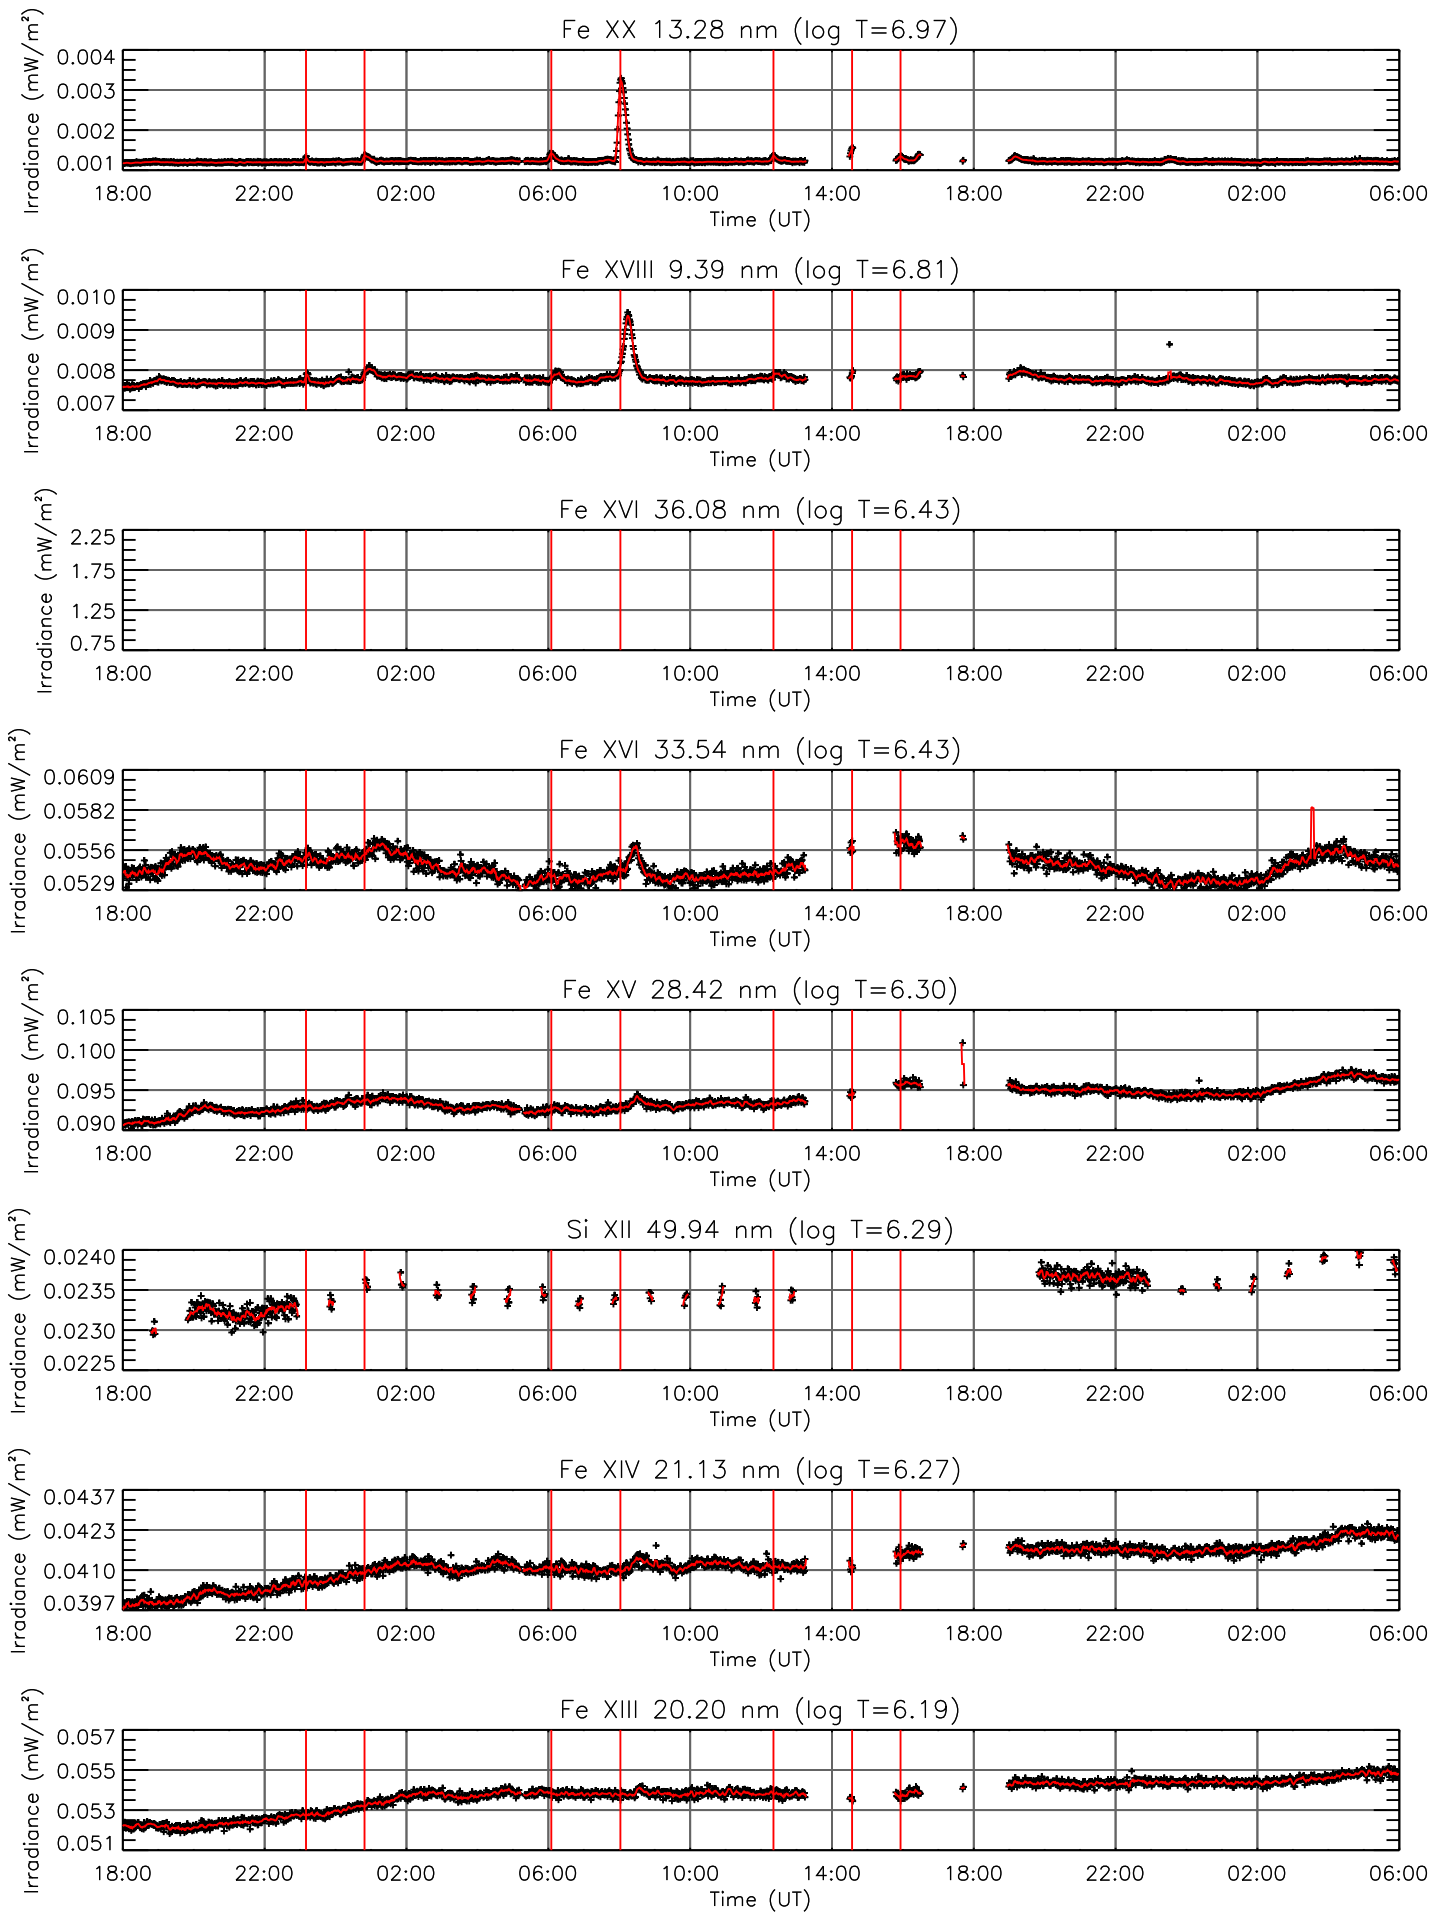 Fe XX 13.28 nm (log T=6.97)
Irradiance (mW/m²)
0.004
0.003
0.002
0.001
18:00 22:00 02:00 06:00 10:00 14:00 18:00 22:00 02:00 06:00
Time (UT)
Fe XVIII 9.39 nm (log T=6.81)
Irradiance (mW/m²)
0.010
0.009
0.008
0.007
18:00 22:00 02:00 06:00 10:00 14:00 18:00 22:00 02:00 06:00
Time (UT)
Fe XVI 36.08 nm (log T=6.43)
Irradiance (mW/m²)
2.25
1.75
1.25
0.75
18:00 22:00 02:00 06:00 10:00 14:00 18:00 22:00 02:00 06:00
Time (UT)
Fe XVI 33.54 nm (log T=6.43)
Irradiance (mW/m²)
0.0609
0.0582
0.0556
0.0529
18:00 22:00 02:00 06:00 10:00 14:00 18:00 22:00 02:00 06:00
Time (UT)
Fe XV 28.42 nm (log T=6.30)
Irradiance (mW/m²)
0.105
0.100
0.095
0.090
18:00 22:00 02:00 06:00 10:00 14:00 18:00 22:00 02:00 06:00
Time (UT)
Si XII 49.94 nm (log T=6.29)
Irradiance (mW/m²)
0.0240
0.0235
0.0230
0.0225
18:00 22:00 02:00 06:00 10:00 14:00 18:00 22:00 02:00 06:00
Time (UT)
Fe XIV 21.13 nm (log T=6.27)
Irradiance (mW/m²)
0.0437
0.0423
0.0410
0.0397
18:00 22:00 02:00 06:00 10:00 14:00 18:00 22:00 02:00 06:00
Time (UT)
Fe XIII 20.20 nm (log T=6.19)
Irradiance (mW/m²)
0.057
0.055
0.053
0.051
18:00 22:00 02:00 06:00 10:00 14:00 18:00 22:00 02:00 06:00
Time (UT)